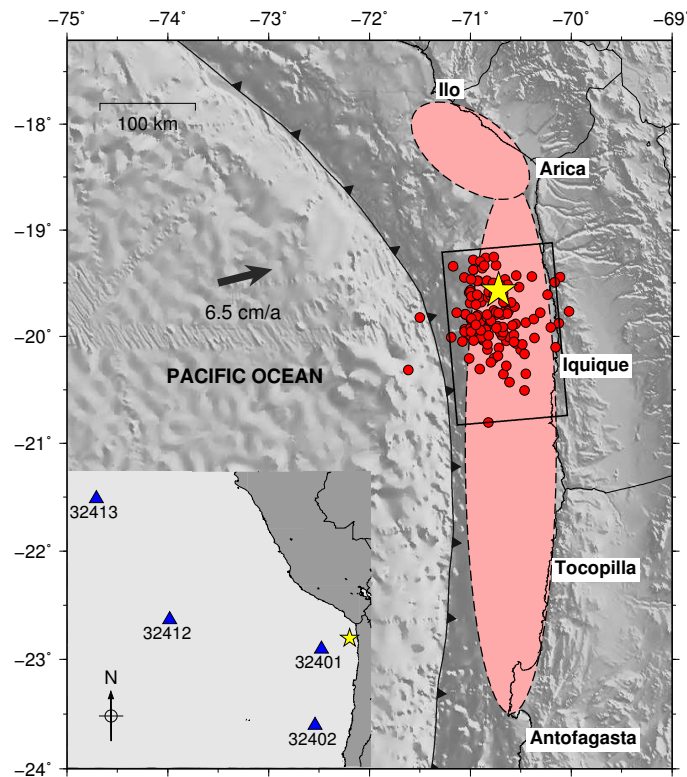 −75 −74 −73 −72 −71 −70 −69
−18
−19
−20
−21
−22
−23
−24
100 km
Ilo
Arica
6.5 cm/a
PACIFIC OCEAN
Iquique
Tocopilla
Antofagasta
32413
32412
32401
32402
N